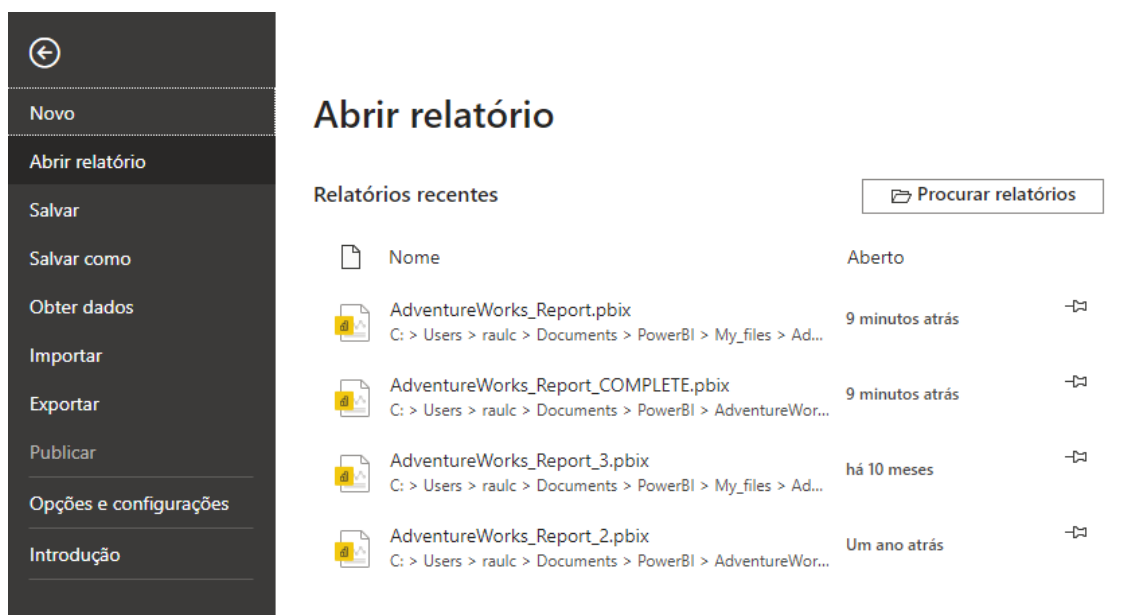 Novo
Abrir relatório
Salvar
Salvar como
Obter dados
Importar
Exportar
Publicar
Opções e configurações
Introdução
Abrir relatório
Relatórios recentes
Procurar relatórios
Nome Aberto
AdventureWorks_Report.pbix
C: > Users > raulc > Documents > PowerBI > My_files > Ad...
9 minutos atrás
AdventureWorks_Report_COMPLETE.pbix
C: > Users > raulc > Documents > PowerBI > AdventureWor...
9 minutos atrás
AdventureWorks_Report_3.pbix
C: > Users > raulc > Documents > PowerBI > My_files > Ad...
há 10 meses
AdventureWorks_Report_2.pbix
C: > Users > raulc > Documents > PowerBI > AdventureWor...
Um ano atrás